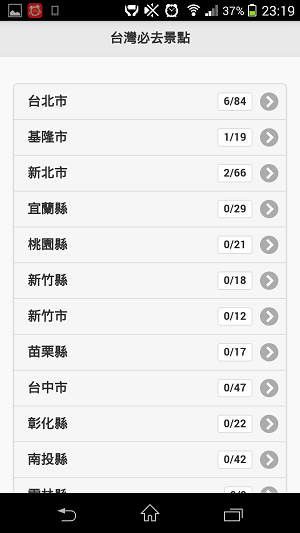 37% 23:19
台灣必去景點
台北市 6/84
基隆市 1/19
新北市 2/66
宜蘭縣 0/29
桃園縣 0/21
新竹縣 0/18
新竹市 0/12
苗栗縣 0/17
台中市 0/47
彰化縣 0/22
南投縣 0/42